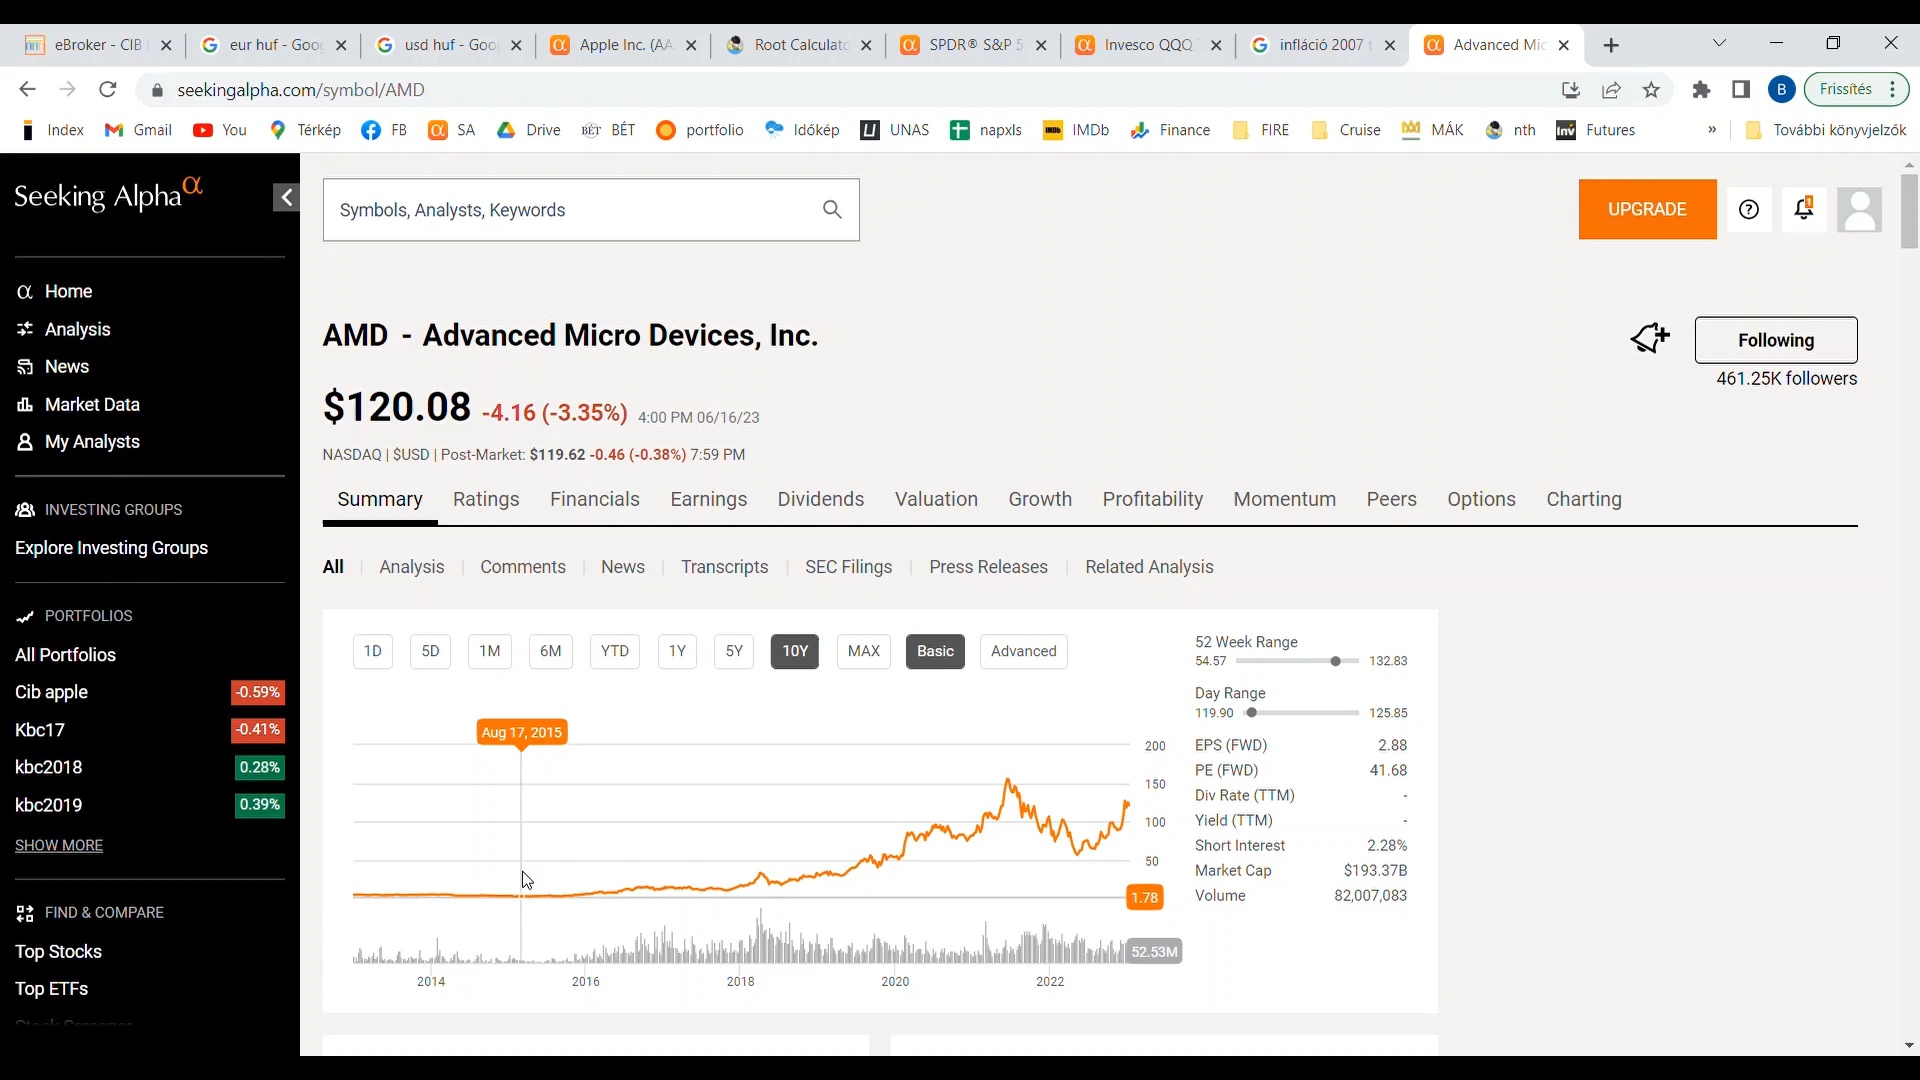 eBroker - CIB
eur huf - Goo
usd huf - Goo
Apple Inc. (AA
Root Calculato
SPDR® S&P 5
Invesco QQQ
infláció 2007
Advanced Mic
seekingalpha.com/symbol/AMD
B
Frissítés
Index
Gmail
You
Térkép
FB
SA
Drive
BÉT BÉT
portfolio
Időkép
UNAS
napxls
IMDb IMDb
Finance
FIRE
Cruise
MÁK
nth
Inv Futures
»
További könyvjelzők
Seeking Alpha α
Symbols, Analysts, Keywords
UPGRADE
1
Home
Analysis
News
Market Data
My Analysts
INVESTING GROUPS
Explore Investing Groups
PORTFOLIOS
All Portfolios
Cib apple -0.59%
Kbc17 -0.41%
kbc2018 0.28%
kbc2019 0.39%
SHOW MORE
FIND & COMPARE
Top Stocks
Top ETFs
Stock Screener
AMD - Advanced Micro Devices, Inc.
Following
461.25K followers
$120.08 -4.16 (-3.35%) 4:00 PM 06/16/23
NASDAQ | $USD | Post-Market: $119.62 -0.46 (-0.38%) 7:59 PM
Summary Ratings Financials Earnings Dividends Valuation Growth Profitability Momentum Peers Options Charting
All Analysis Comments News Transcripts SEC Filings Press Releases Related Analysis
1D 5D 1M 6M YTD 1Y 5Y 10Y MAX Basic Advanced
Aug 17, 2015
200
150
100
50
1.78
52.53M
2014 2016 2018 2020 2022
52 Week Range
54.57 132.83
Day Range
119.90 125.85
EPS (FWD) 2.88
PE (FWD) 41.68
Div Rate (TTM) -
Yield (TTM) -
Short Interest 2.28%
Market Cap $193.37B
Volume 82,007,083